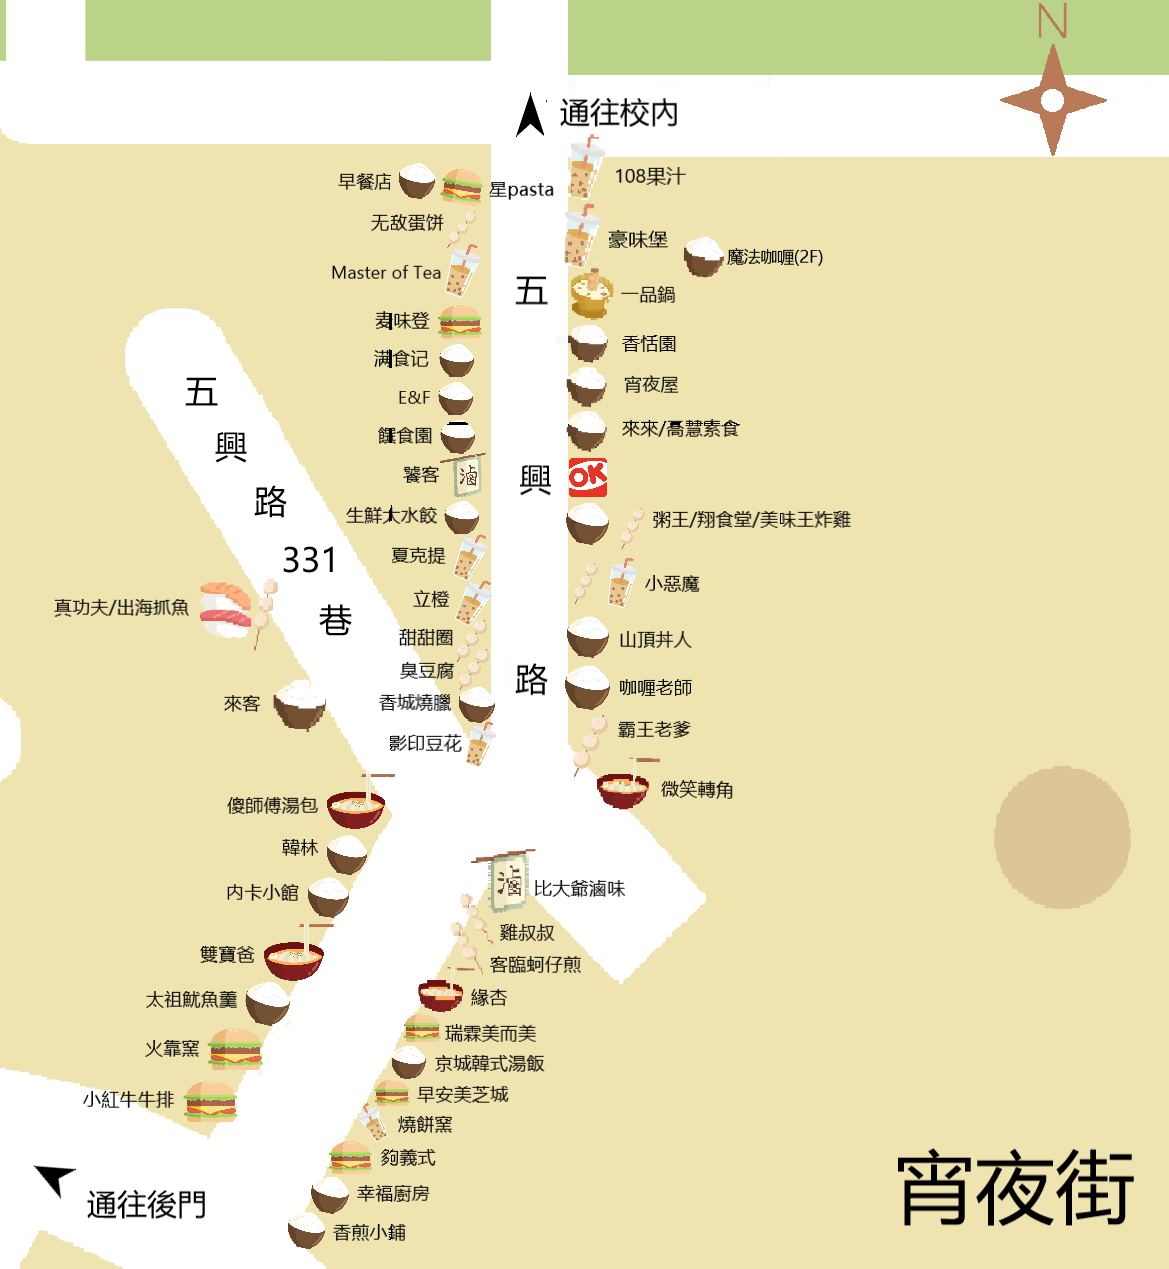 N
通往校內
早餐店
星pasta
108果汁
无敌蛋饼
豪味堡
魔法咖喱(2F)
Master of Tea
一品鍋
麦味登
香恬園
满食记
宵夜屋
E&F
來來/高慧素食
饌食園
饕客
滷
OK
生鮮大水餃
粥王/翔食堂/美味王炸雞
夏克提
小惡魔
立橙
甜甜圈
山頂丼人
臭豆腐
咖喱老師
香城燒臘
霸王老爹
影印豆花
微笑轉角
五
興
路
五
興
路
331
巷
真功夫/出海抓魚
來客
傻師傅湯包
韓林
内卡小館
雙寶爸
太祖魷魚羹
火靠窯
小紅牛牛排
滷
比大爺滷味
雞叔叔
客臨蚵仔煎
緣杏
瑞霖美而美
京城韓式湯飯
早安美芝城
燒餅窯
夠義式
幸福廚房
香煎小鋪
通往後門
宵夜街